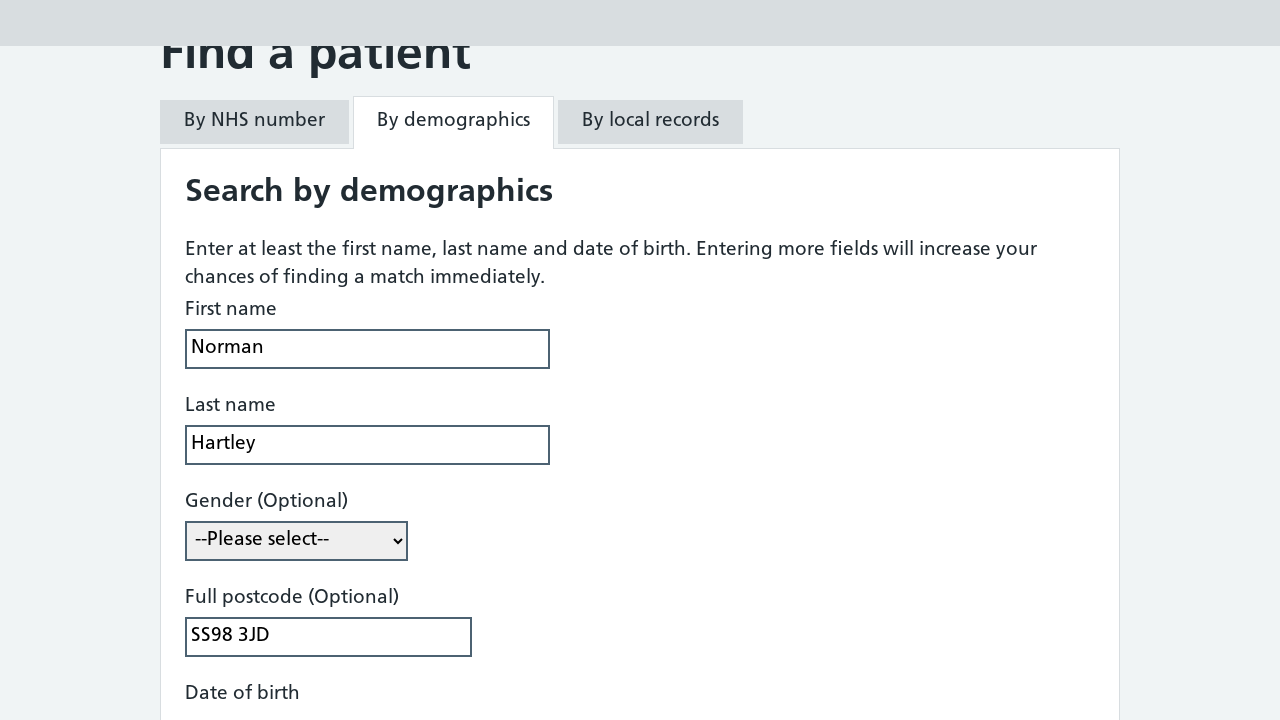 Find a patient
By NHS number
By demographics
By local records
Search by demographics
Enter at least the first name, last name and date of birth. Entering more fields will increase your
chances of finding a match immediately.
First name
Norman
Last name
Hartley
Gender (Optional)
--Please select--
Full postcode (Optional)
SS98 3JD
Date of birth